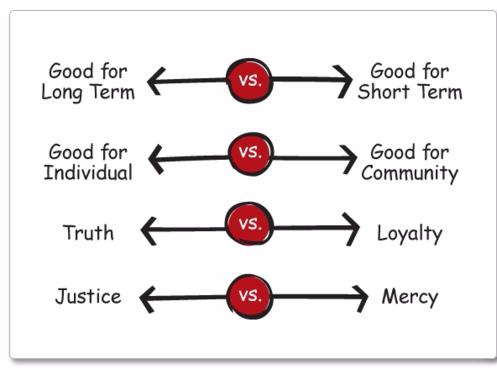 Good for
Long Term
vs.
Good for
Short Term
Good for
Individual
vs.
Good for
Community
Truth
vs.
Loyalty
Justice
vs.
Mercy